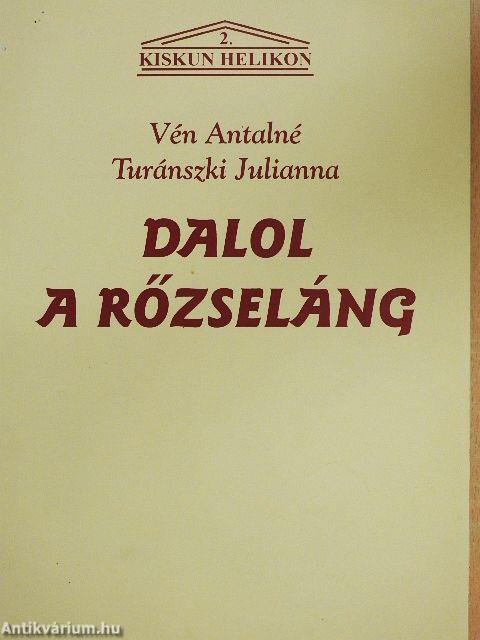 2.
KISKUN HELIKON
Vén Antalné
Turánszki Julianna
DALOL
A RŐZSELÁNG
Antikvárium.hu